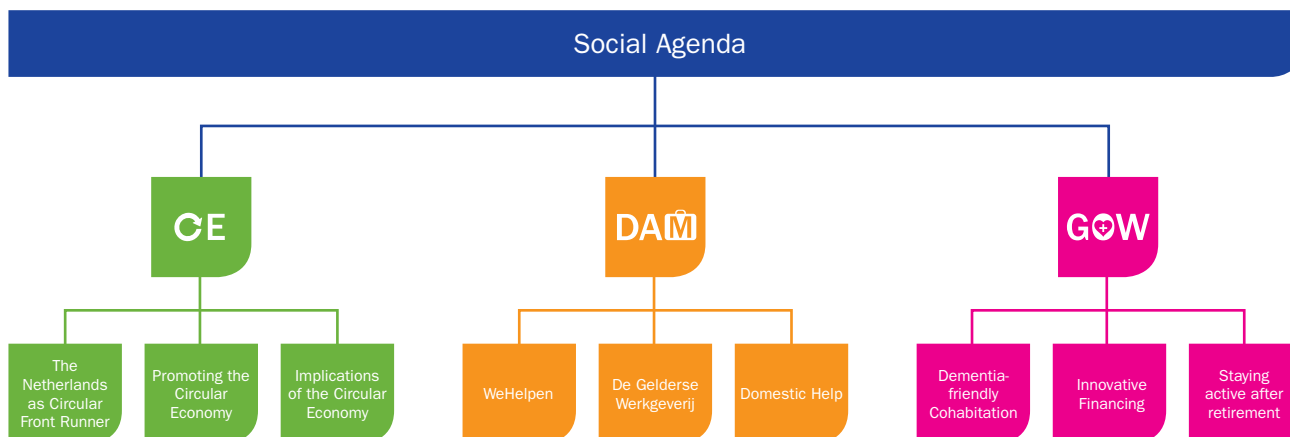 Social Agenda
CE
DAM
GOW
The
Netherlands
as Circular
Front Runner
Promoting the
Circular
Economy
Implications
of the Circular
Economy
WeHelpen
De Gelderse
Werkgeverij
Domestic Help
Dementia-
friendly
Cohabitation
Innovative
Financing
Staying
active after
retirement